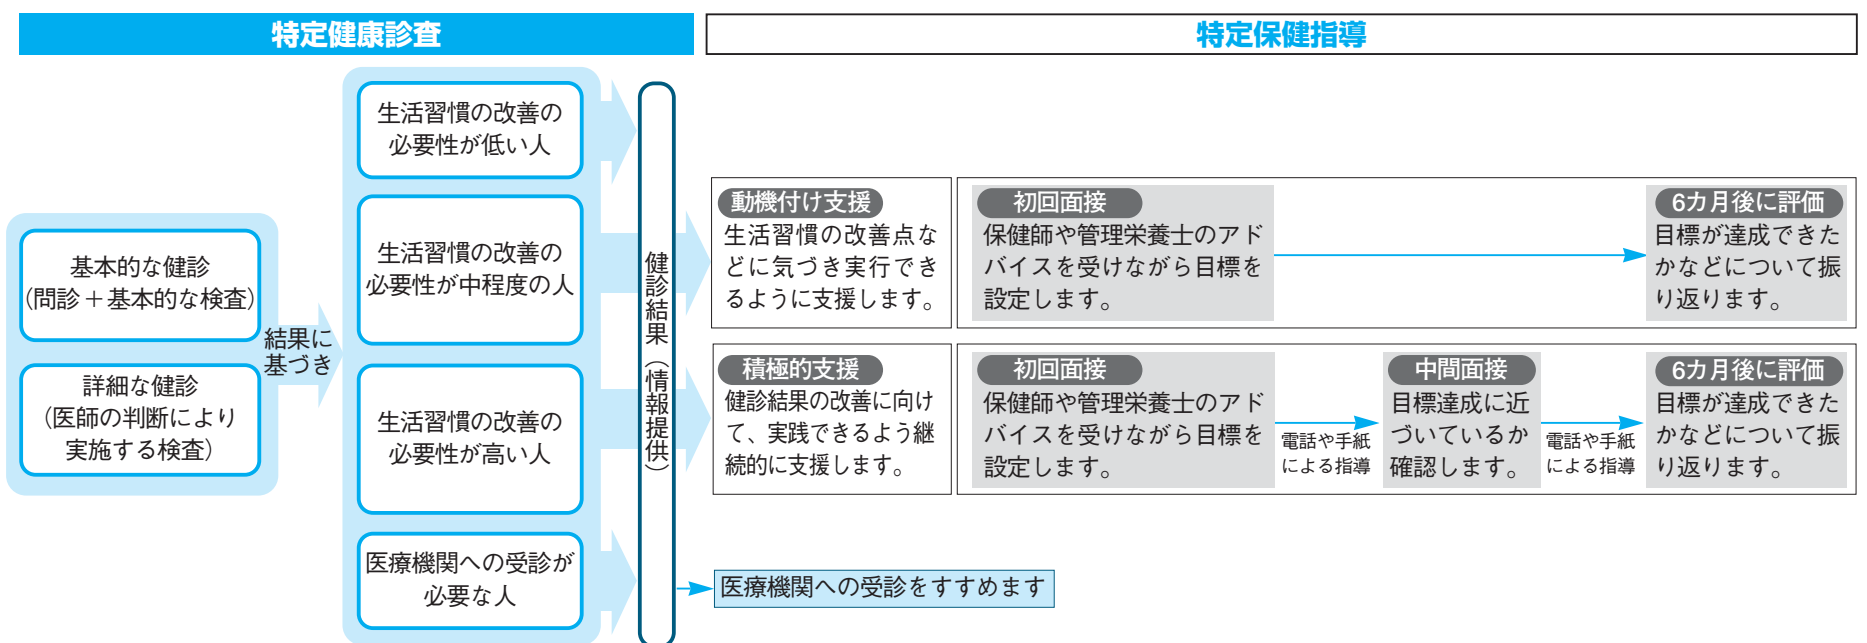 特定健康診査
特定保健指導
基本的な健診
(問診+基本的な検査)
詳細な健診
(医師の判断により
実施する検査)
結果に
基づき
生活習慣の改善の
必要性が低い人
生活習慣の改善の
必要性が中程度の人
生活習慣の改善の
必要性が高い人
医療機関への受診が
必要な人
健診結果(情報提供)
動機付け支援
生活習慣の改善点な
どに気づき実行でき
るように支援します。
初回面接
保健師や管理栄養士のアド
バイスを受けながら目標を
設定します。
6カ月後に評価
目標が達成できた
かなどについて振
り返ります。
積極的支援
健診結果の改善に向け
て、実践できるよう継
続的に支援します。
初回面接
保健師や管理栄養士のアド
バイスを受けながら目標を
設定します。
電話や手紙
による指導
中間面接
目標達成に近
づいているか
確認します。
電話や手紙
による指導
6カ月後に評価
目標が達成できた
かなどについて振
り返ります。
医療機関への受診をすすめます